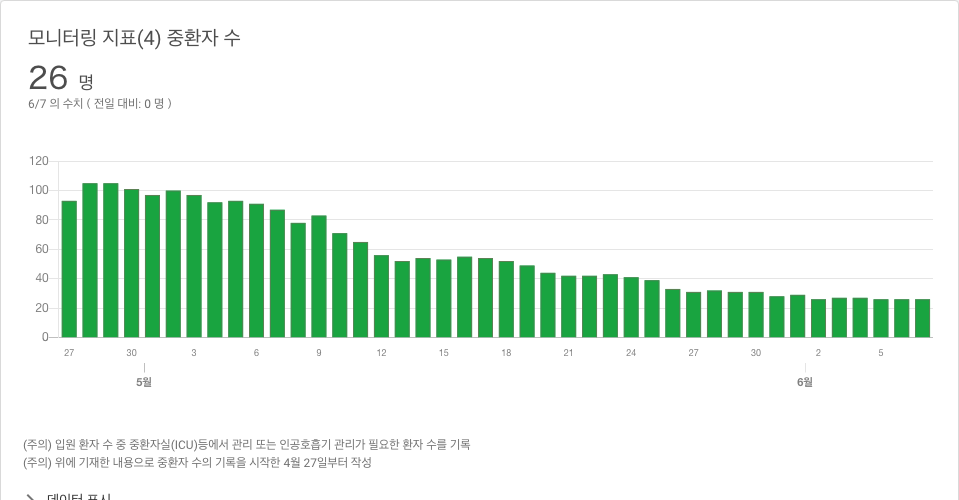 모니터링 지표(4) 중환자 수
26 명
6/7 의 수치 ( 전일 대비: 0 명 )
120
100
80
60
40
20
0
27 30 3 6 9 12 15 18 21 24 27 30 2 5
5월 6월
(주의) 입원 환자 수 중 중환자실(ICU)등에서 관리 또는 인공호흡기 관리가 필요한 환자 수를 기록
(주의) 위에 기재한 내용으로 중환자 수의 기록을 시작한 4월 27일부터 작성
데이터 표시